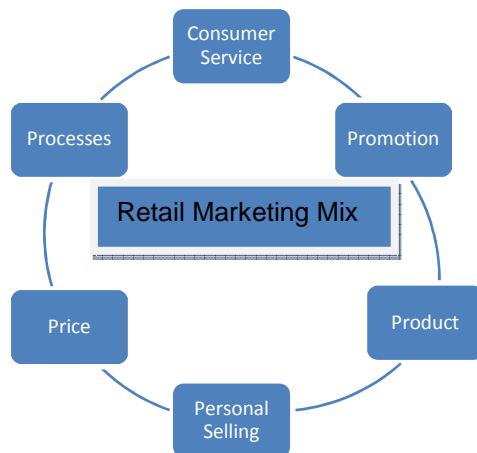 Consumer
Service
Processes
Promotion
Retail Marketing Mix
Price
Product
Personal
Selling